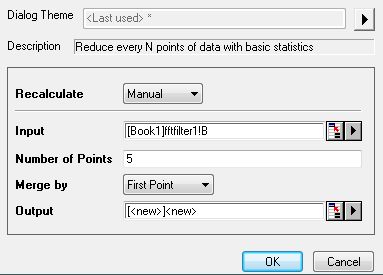 Dialog Theme <Last used> *
Description Reduce every N points of data with basic statistics
Recalculate Manual
Input [Book1]fftfilter1!B
Number of Points 5
Merge by First Point
Output [<new>]<new>
OK Cancel